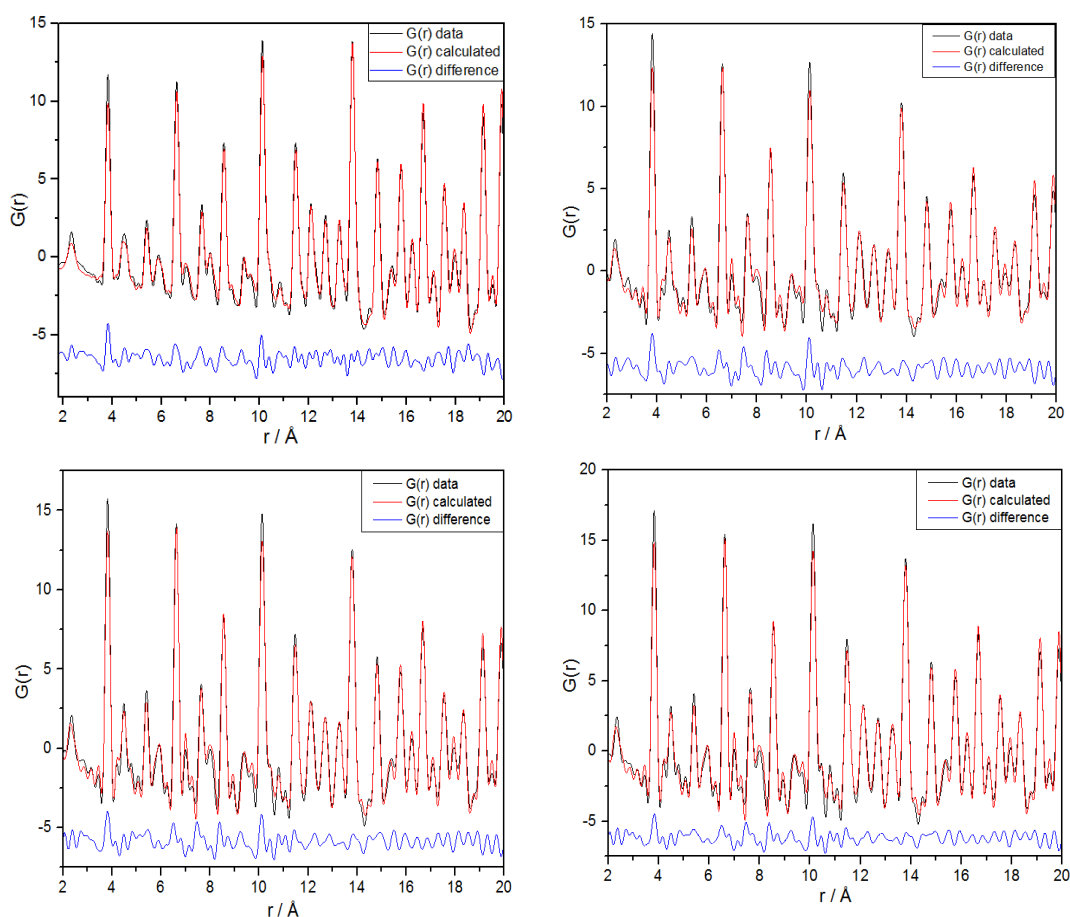 15
10
5
0
-5
G(r)
G(r) data
G(r) calculated
G(r) difference
2 4 6 8 10 12 14 16 18 20
r / Å
15
10
5
0
-5
G(r)
G(r) data
G(r) calculated
G(r) difference
2 4 6 8 10 12 14 16 18 20
r / Å
15
10
5
0
-5
G(r)
G(r) data
G(r) calculated
G(r) difference
2 4 6 8 10 12 14 16 18 20
r / Å
20
15
10
5
0
-5
G(r)
G(r) data
G(r) calculated
G(r) difference
2 4 6 8 10 12 14 16 18 20
r / Å